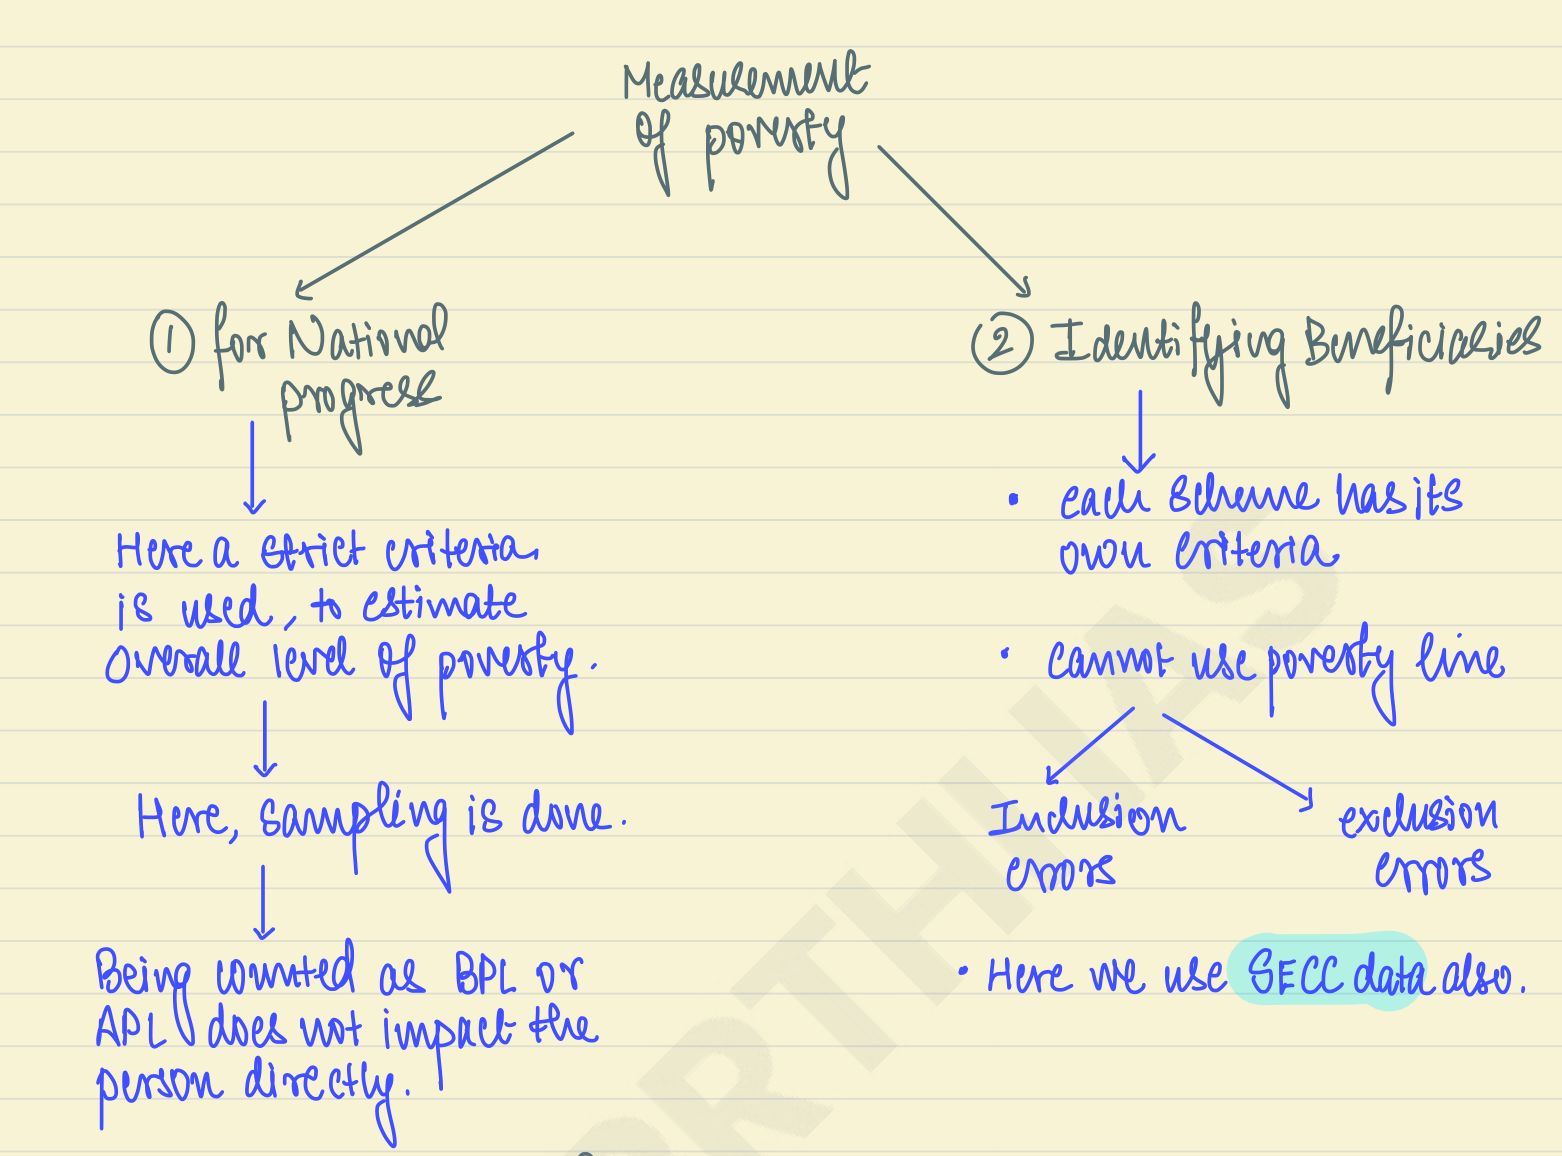 Measurement
of poverty
① for National
progress
Here a strict criteria
is used, to estimate
overall level of poverty.
Here, sampling is done.
Being counted as BPL or
APL does not impact the
person directly.
② Identifying Beneficiaries
• each scheme has its
own criteria
• cannot use poverty line
Inclusion
errors
exclusion
errors
• Here we use SECC data also.
RTHI IAS